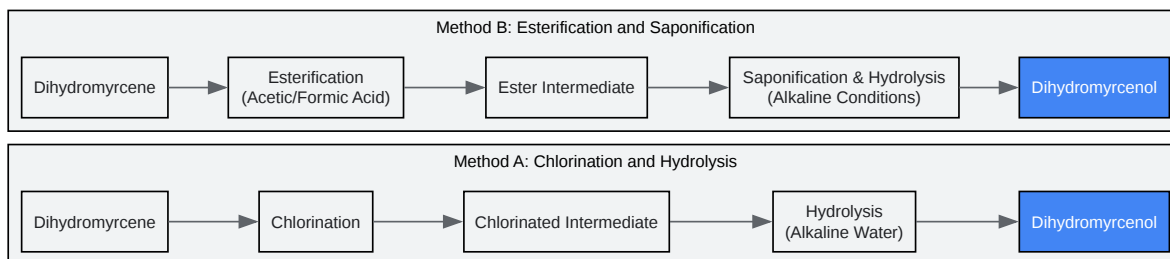 Method B: Esterification and Saponification
Dihydromyrcene
Esterification
(Acetic/Formic Acid)
Ester Intermediate
Saponification & Hydrolysis
(Alkaline Conditions)
Dihydromyrcenol
Method A: Chlorination and Hydrolysis
Dihydromyrcene
Chlorination
Chlorinated Intermediate
Hydrolysis
(Alkaline Water)
Dihydromyrcenol